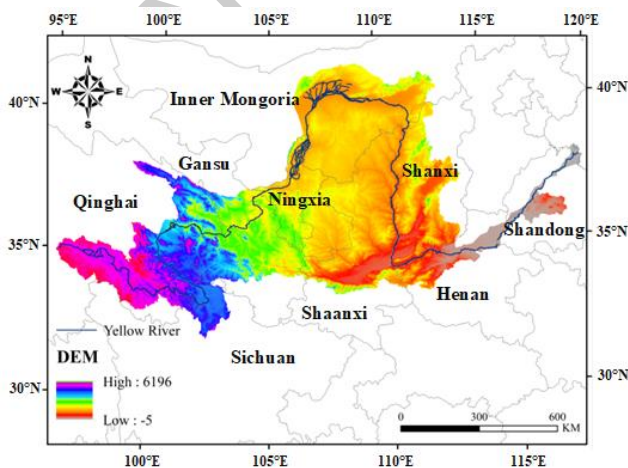 95°E 100°E 105°E 110°E 115°E 120°E
N
W E
S
40°N 40°N
Inner Mongoria
Gansu
Shanxi
Qinghai
Ningxia
35°N 35°N
Shandong
Henan
Shaanxi
Yellow River
DEM
Sichuan
High : 6196
Low : -5
30°N 30°N
0 300 600
KM
100°E 105°E 110°E 115°E